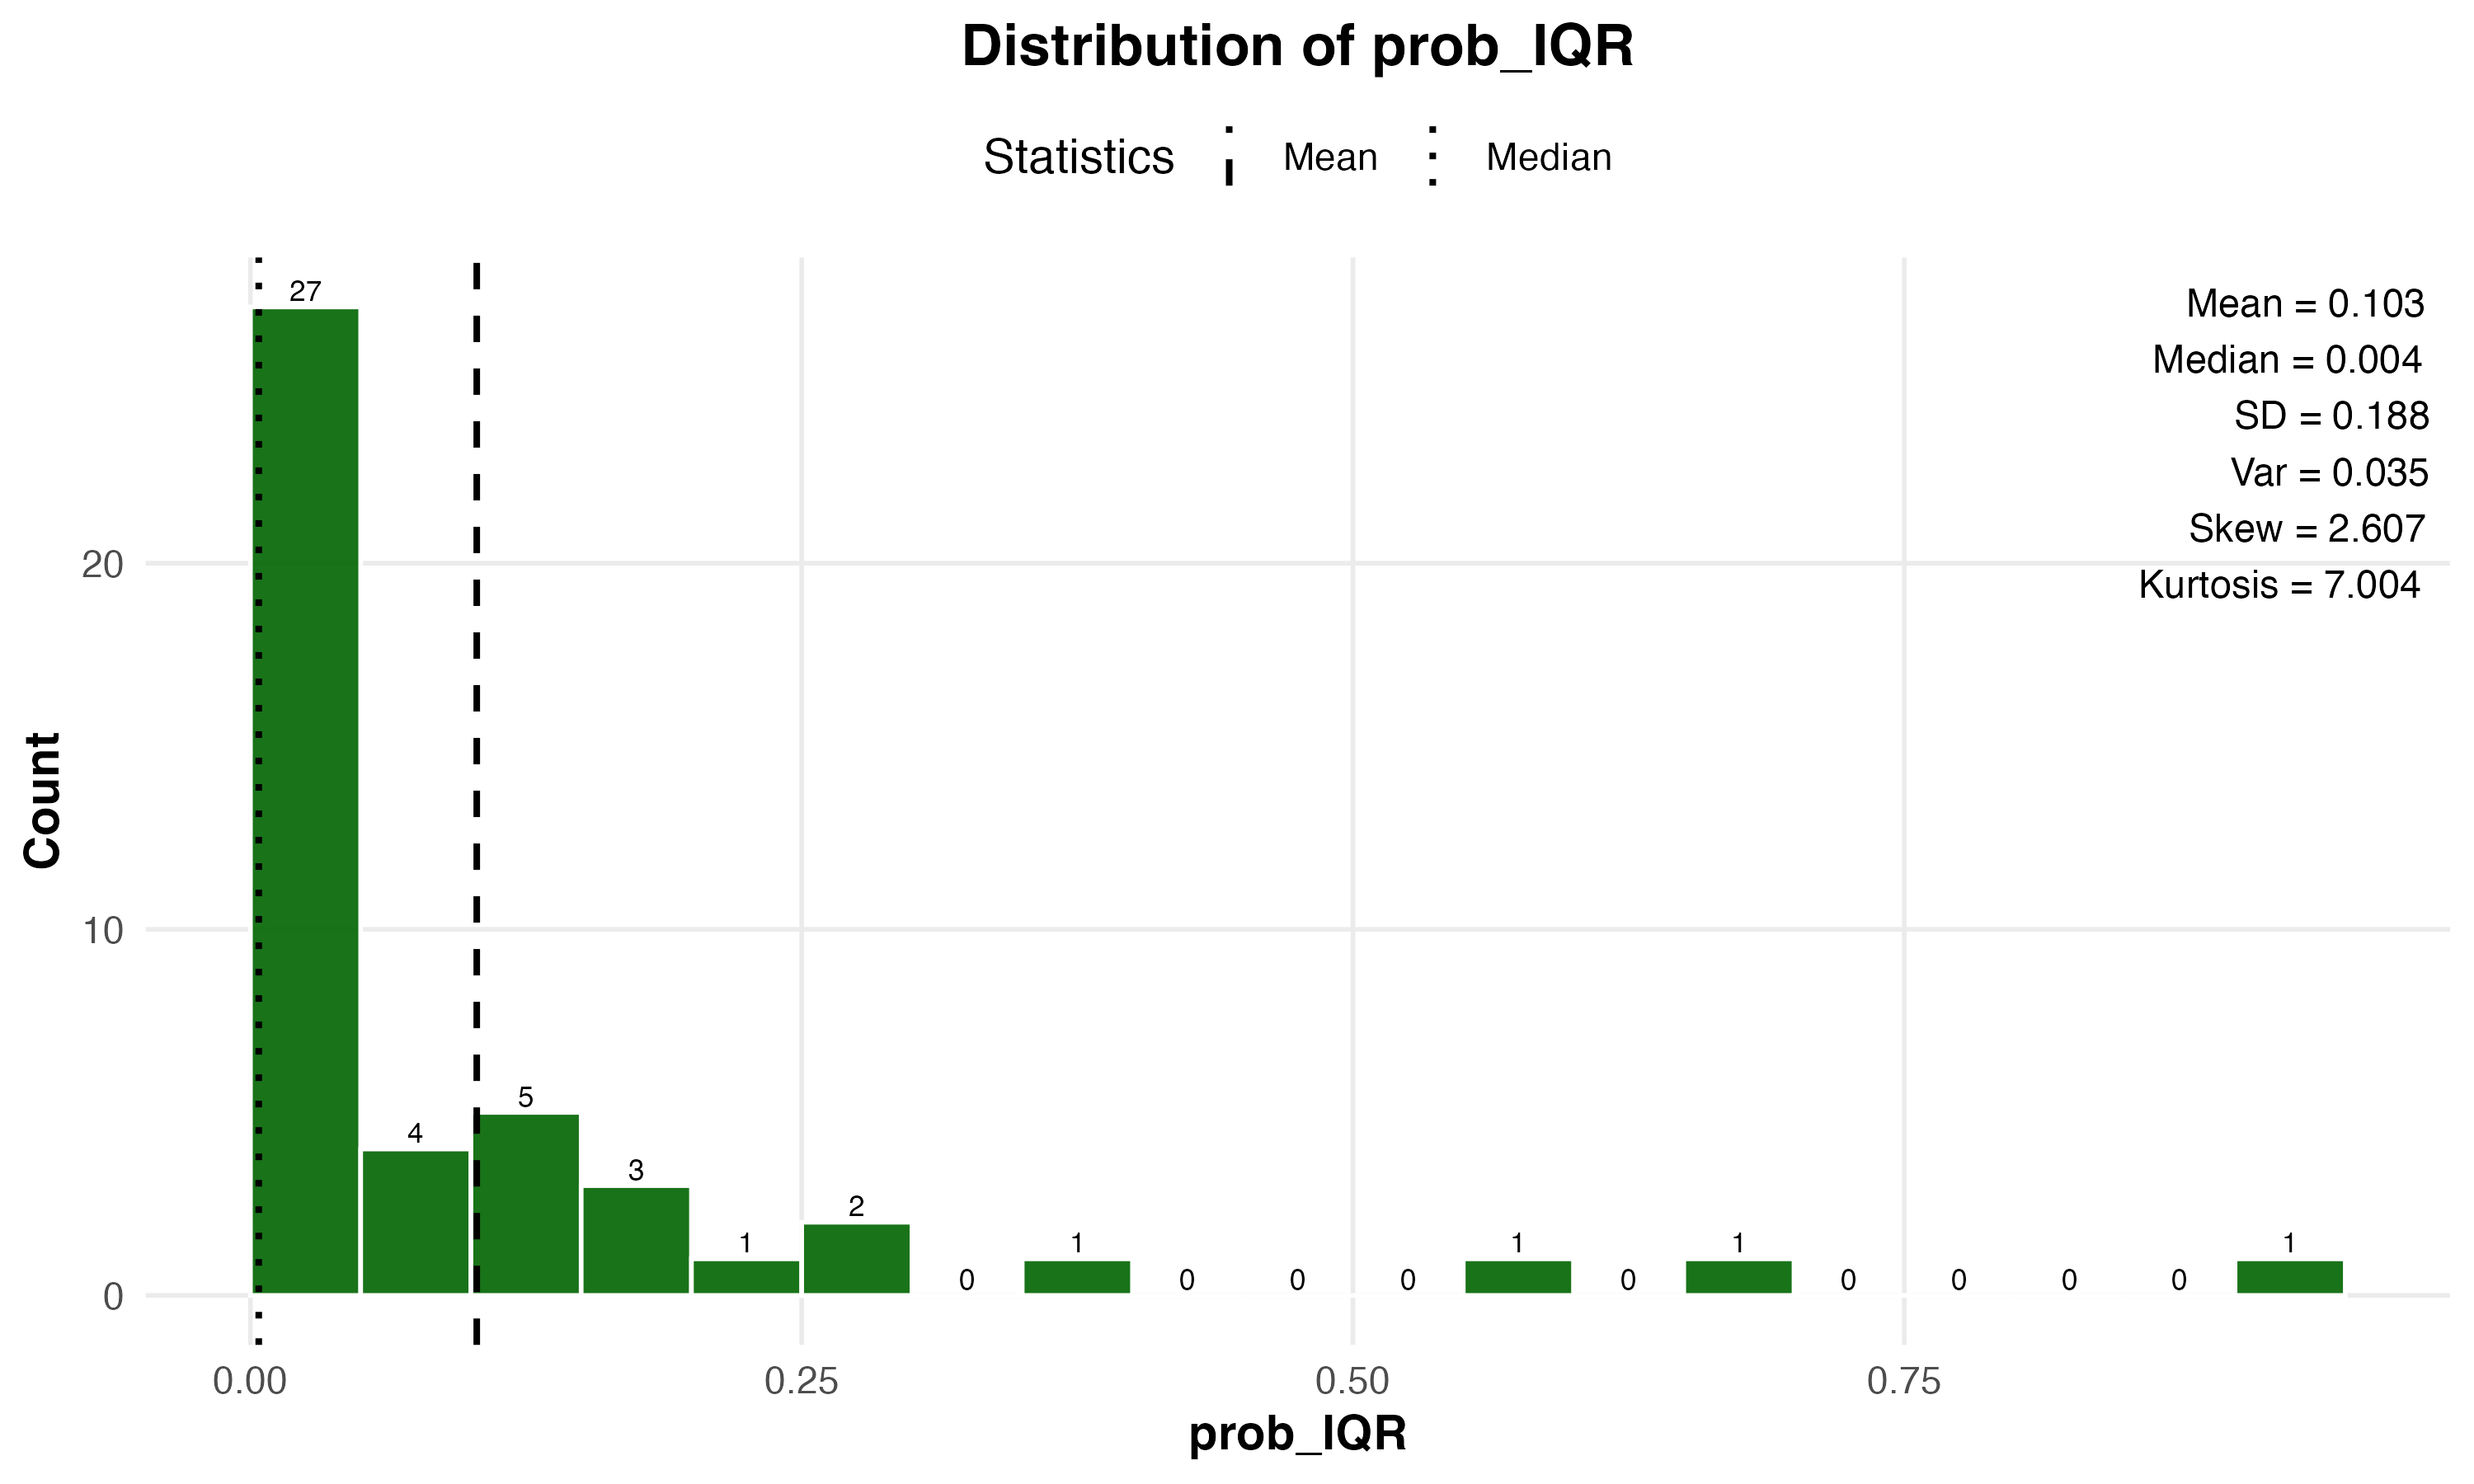 Distribution of prob_IQR
Statistics Mean Median
27
Mean = 0.103
Median = 0.004
SD = 0.188
Var = 0.035
Skew = 2.607
Kurtosis = 7.004
20
10
0
Count
4 5 3 1 2 0 1 0 0 0 1 0 1 0 0 0 0 1
0.00 0.25 0.50 0.75
prob_IQR